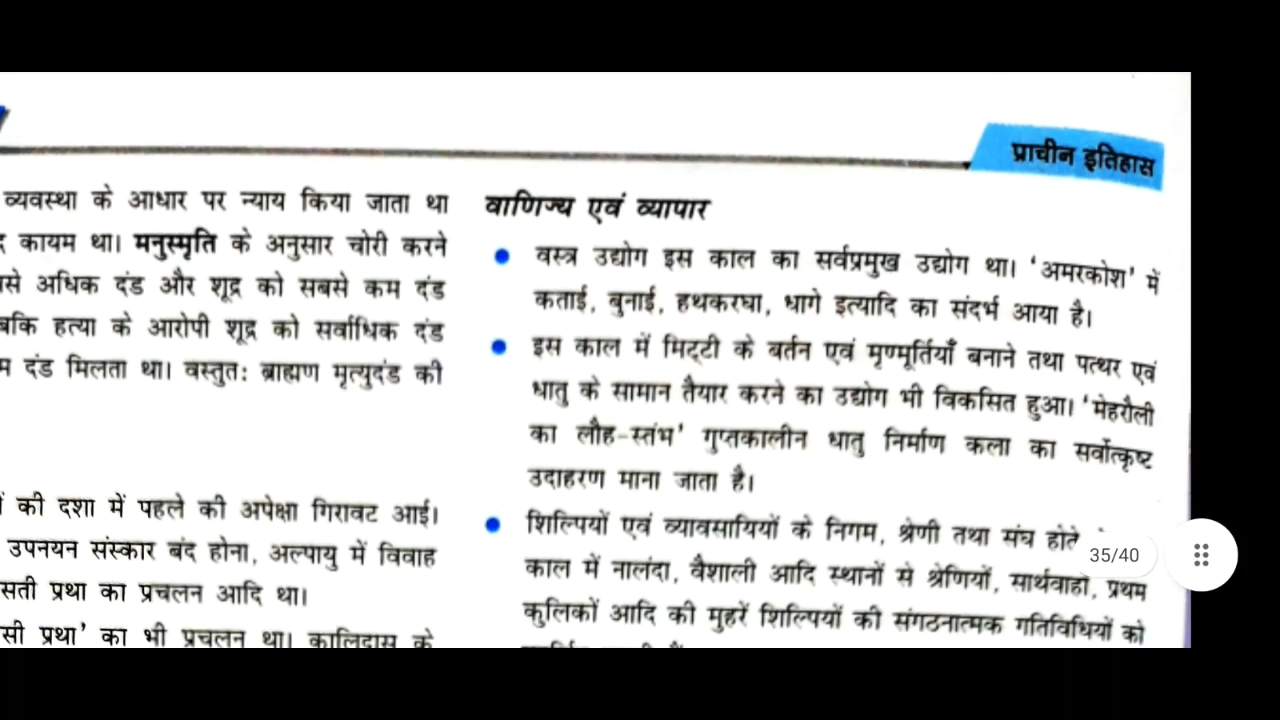 प्राचीन इतिहास
व्यवस्था के आधार पर न्याय किया जाता था
कायम था। मनुस्मृति के अनुसार चोरी करने
अधिक दंड और शूद्र को सबसे कम दंड
हत्या के आरोपी शूद्र को सर्वाधिक दंड
दंड मिलता था। वस्तुतः ब्राह्मण मृत्युदंड की
की दशा में पहले की अपेक्षा गिरावट आई।
उपनयन संस्कार बंद होना, अल्पायु में विवाह
सती प्रथा का प्रचलन आदि था।
प्रथा' का भी प्रचलन था। कालिदास के
वाणिज्य एवं व्यापार
वस्त्र उद्योग इस काल का सर्वप्रमुख उद्योग था। 'अमरकोश' में
कताई, बुनाई, हथकरघा, धागे इत्यादि का संदर्भ आया है।
इस काल में मिट्टी के बर्तन एवं मृण्मूर्तियाँ बनाने तथा पत्थर एवं
धातु के सामान तैयार करने का उद्योग भी विकसित हुआ। 'मेहरौली
का लौह-स्तंभ' गुप्तकालीन धातु निर्माण कला का सर्वोत्कृष्ट
उदाहरण माना जाता है।
शिल्पियों एवं व्यावसायियों के निगम, श्रेणी तथा संघ होते
काल में नालंदा, वैशाली आदि स्थानों से श्रेणियों, सार्थवाहों, प्रथम
कुलिकों आदि की मुहरें शिल्पियों की संगठनात्मक गतिविधियों को
35/40